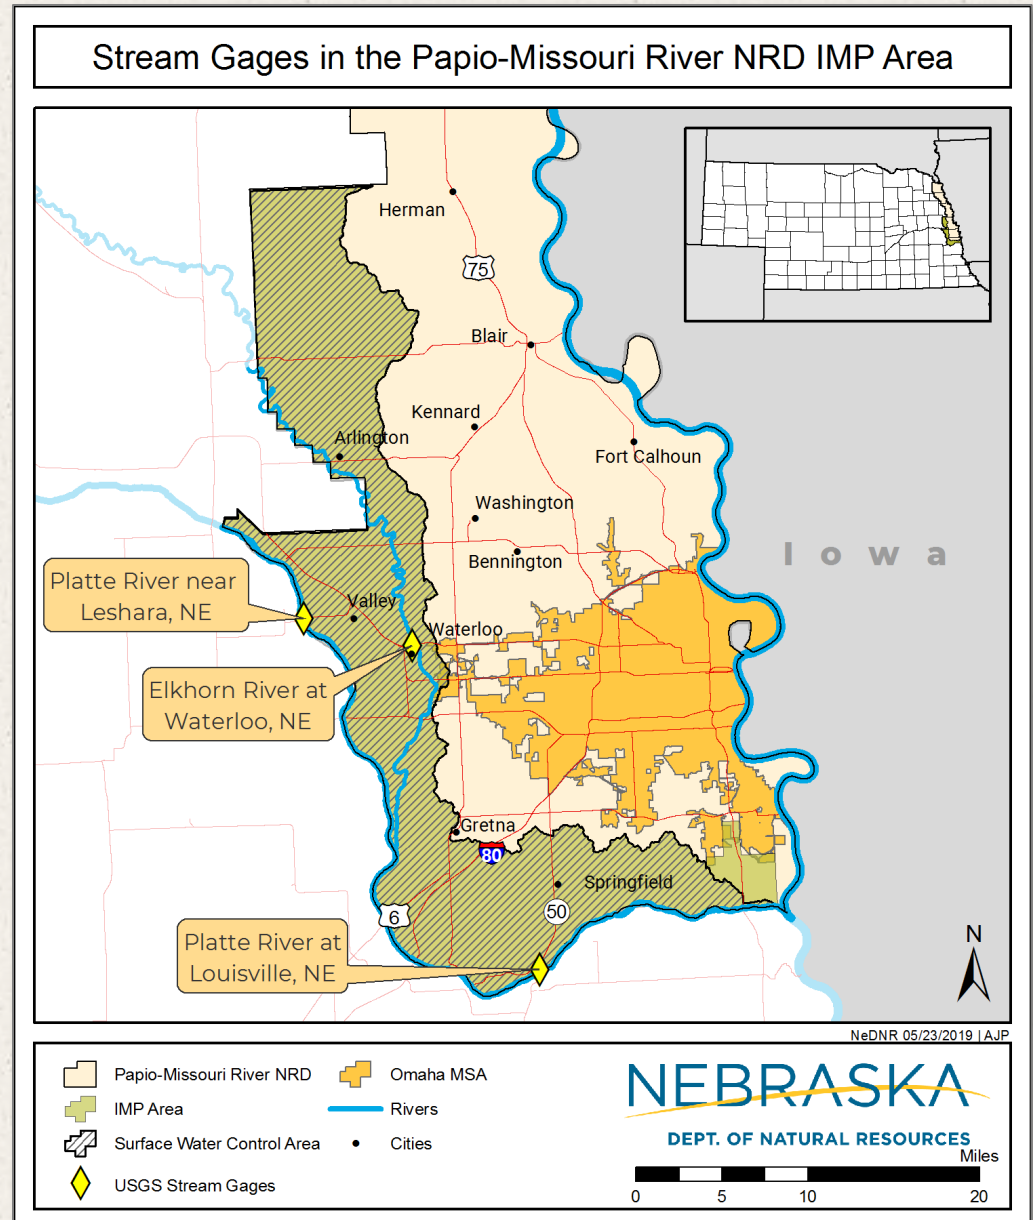 Stream Gages in the Papio-Missouri River NRD IMP Area
Herman
75
Blair
Kennard
Arlington
Fort Calhoun
Washington
Bennington
Iowa
Platte River near
Leshara, NE
Valley
Waterloo
Elkhorn River at
Waterloo, NE
Gretna
80
Springfield
6
50
Platte River at
Louisville, NE
N
NeDNR 05/23/2019 | AJP
Papio-Missouri River NRD
Omaha MSA
IMP Area
Rivers
Surface Water Control Area
Cities
USGS Stream Gages
NEBRASKA
DEPT. OF NATURAL RESOURCES
Miles
0 5 10 20